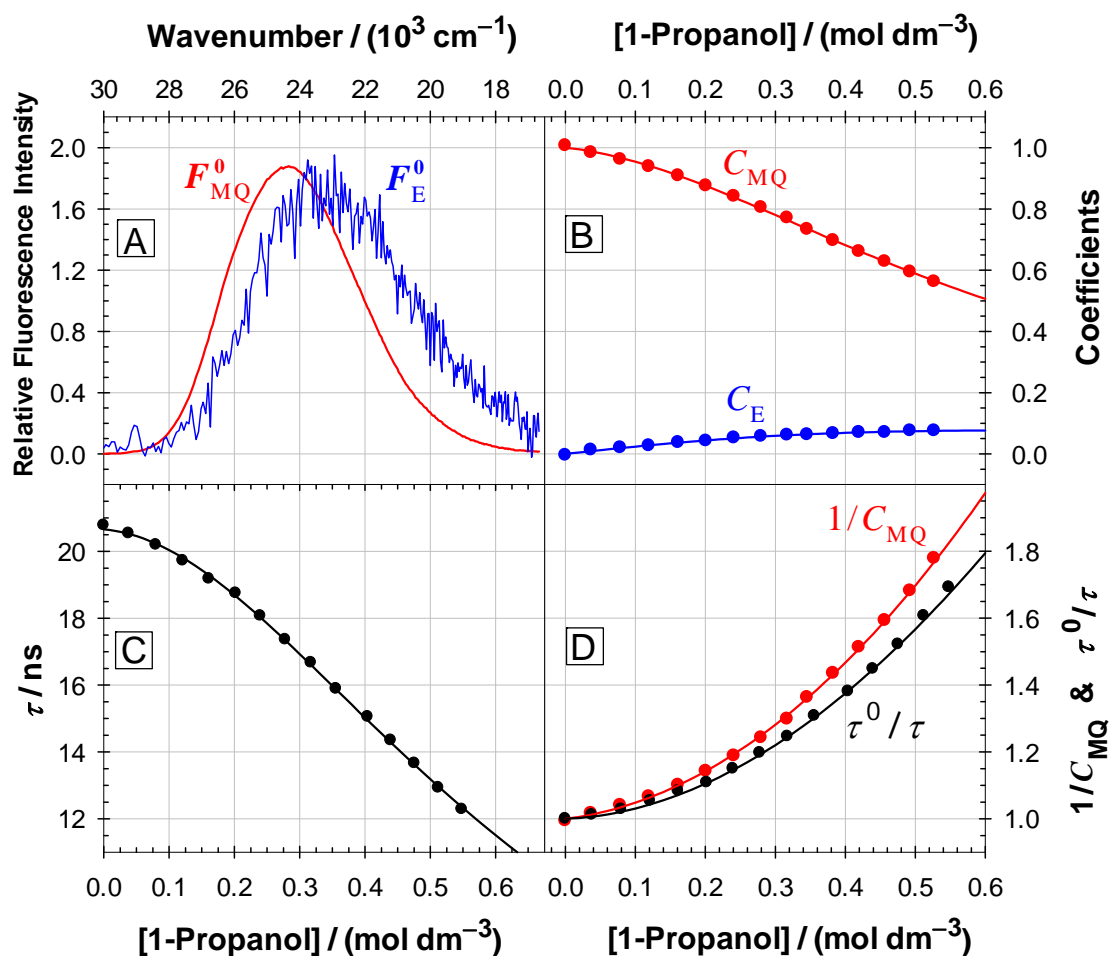 Wavenumber / (10³ cm⁻¹)
[1-Propanol] / (mol dm⁻³)
30 28 26 24 22 20 18
0.0 0.1 0.2 0.3 0.4 0.5 0.6
Relative Fluorescence Intensity
2.0
1.6
1.2
0.8
0.4
0.0
F⁰MQ
F⁰E
A
CMQ
B
CE
1.0
0.8
0.6
0.4
0.2
0.0
Coefficients
τ / ns
20
18
16
14
12
C
1/CMQ
D
τ⁰/τ
1.8
1.6
1.4
1.2
1.0
1/CMQ & τ⁰/τ
0.0 0.1 0.2 0.3 0.4 0.5 0.6
0.0 0.1 0.2 0.3 0.4 0.5 0.6
[1-Propanol] / (mol dm⁻³)
[1-Propanol] / (mol dm⁻³)